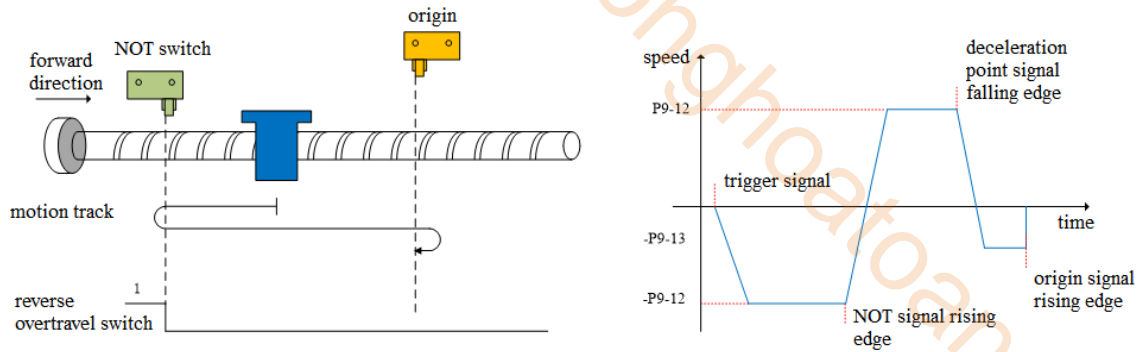 origin
NOT switch
forward
direction
motion track
1
reverse
overtravel switch
speed
deceleration
point signal
falling edge
P9-12
trigger signal
time
-P9-13
origin signal
rising edge
-P9-12
NOT signal rising
edge
onghoatoan